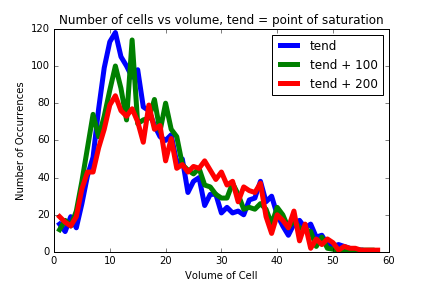 Number of cells vs volume, tend = point of saturation
120
100
80
60
40
20
0
Number of Occurrences
tend
tend + 100
tend + 200
0 10 20 30 40 50 60
Volume of Cell